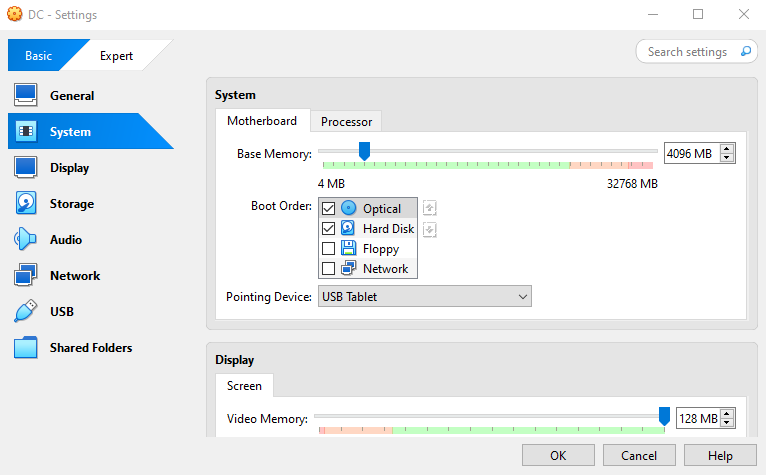 DC - Settings
Basic Expert Search settings
General
System
Display
Storage
Audio
Network
USB
Shared Folders
System
Motherboard Processor
Base Memory: 4096 MB
4 MB 32768 MB
Boot Order: Optical
Hard Disk
Floppy
Network
Pointing Device: USB Tablet
Display
Screen
Video Memory: 128 MB
OK Cancel Help